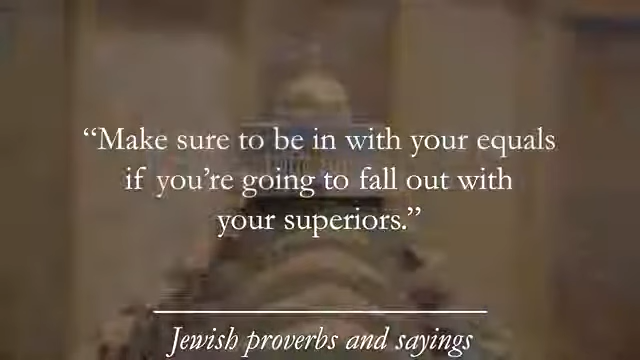 “Make sure to be in with your equals
if you’re going to fall out with
your superiors.”
Jewish proverbs and sayings